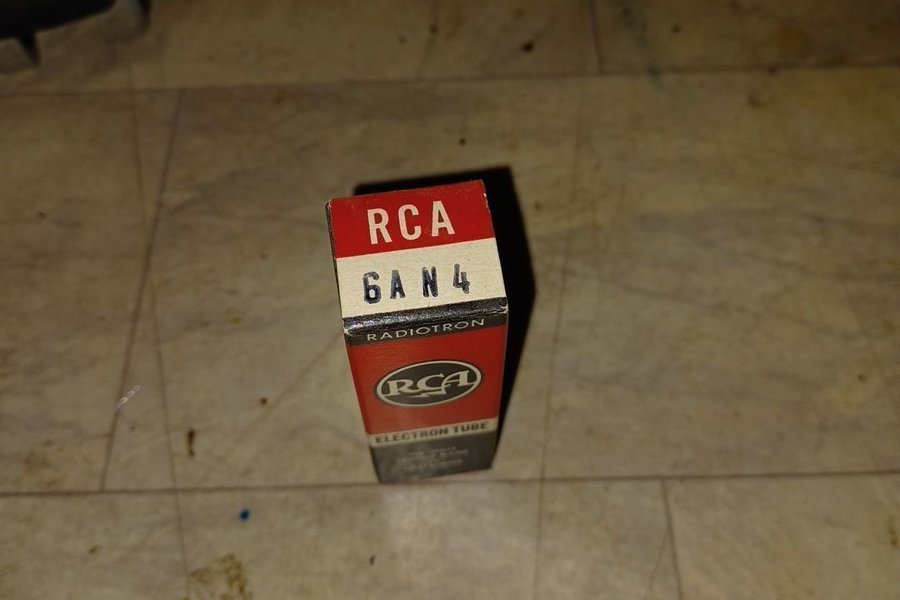 RCA
6AN4
RADIOTRON
RCA
ELECTRON TUBE